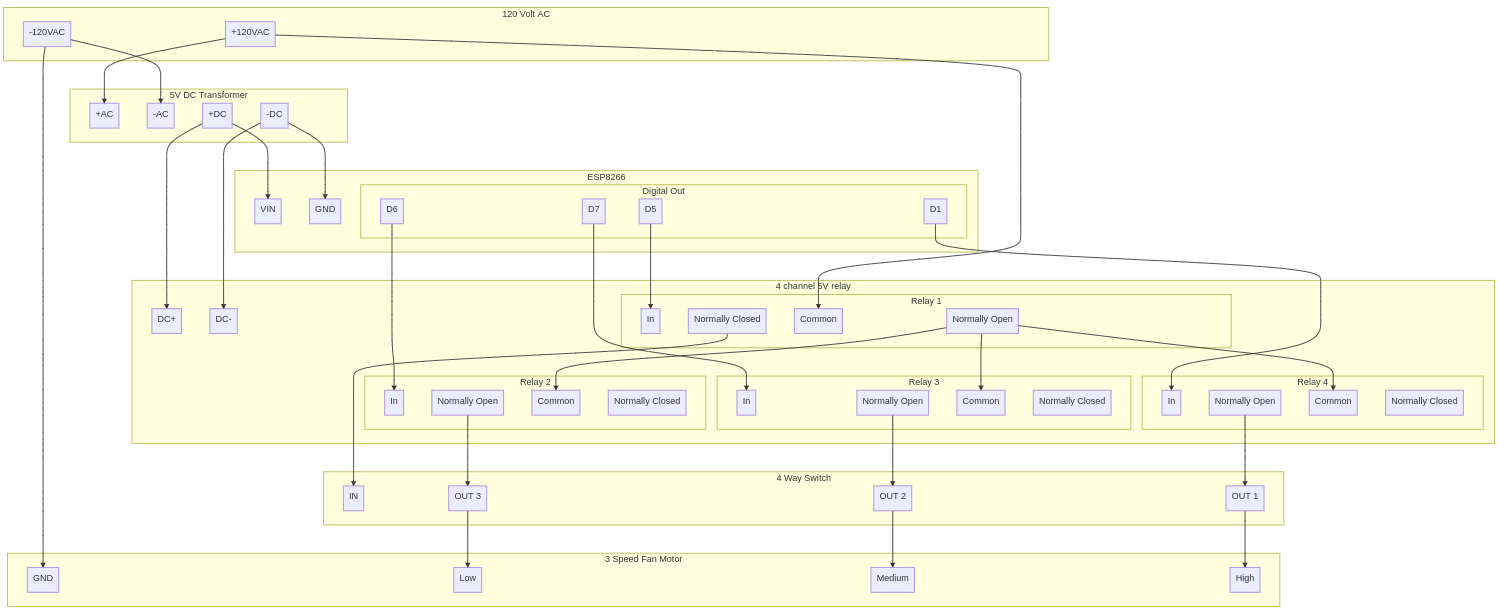 120 Volt AC
-120VAC
+120VAC
5V DC Transformer
+AC
-AC
+DC
-DC
ESP8266
Digital Out
VIN
GND
D6
D7
D5
D1
4 channel 5V relay
Relay 1
DC+
DC-
In
Normally Closed
Common
Normally Open
Relay 2
In
Normally Open
Common
Normally Closed
Relay 3
In
Normally Open
Common
Normally Closed
Relay 4
In
Normally Open
Common
Normally Closed
4 Way Switch
IN
OUT 3
OUT 2
OUT 1
3 Speed Fan Motor
GND
Low
Medium
High